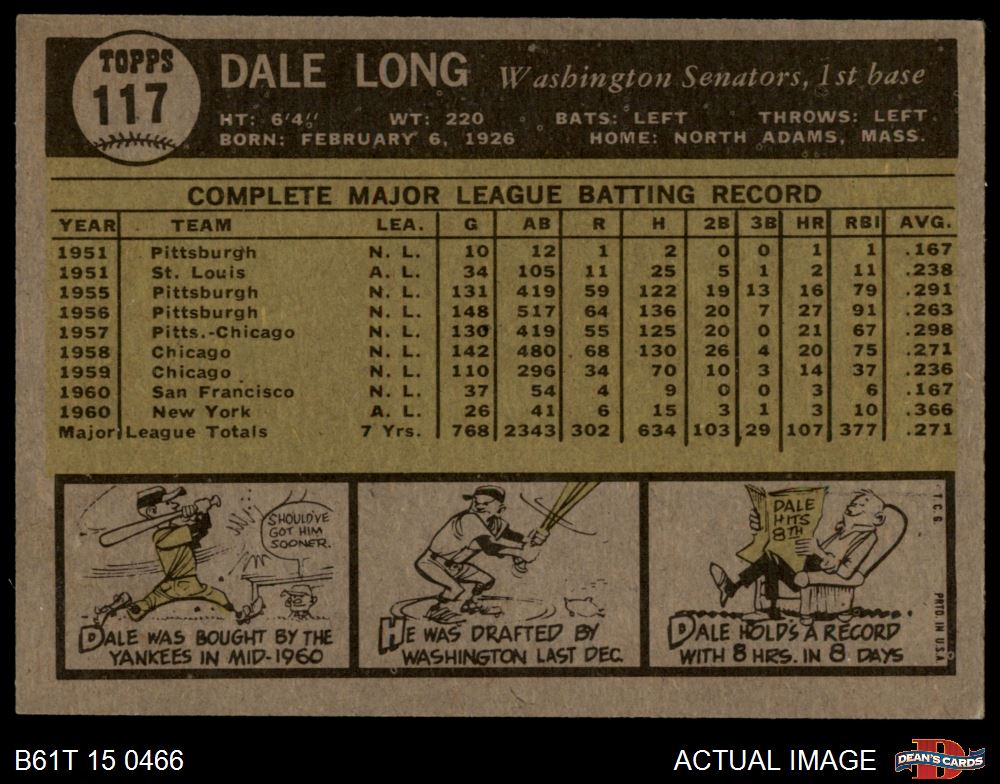 TOPPS
117
DALE LONG Washington Senators, 1st base
HT: 6'4" WT: 220 BATS: LEFT THROWS: LEFT
BORN: FEBRUARY 6, 1926 HOME: NORTH ADAMS, MASS.
COMPLETE MAJOR LEAGUE BATTING RECORD
YEAR TEAM LEA. G AB R H 2B 3B HR RBI AVG.
1951 Pittsburgh N. L. 10 12 1 2 0 0 1 1 .167
1951 St. Louis A. L. 34 105 11 25 5 1 2 11 .238
1955 Pittsburgh N. L. 131 419 59 122 19 13 16 79 .291
1956 Pittsburgh N. L. 148 517 64 136 20 7 27 91 .263
1957 Pitts.-Chicago N. L. 130 419 55 125 20 0 21 67 .298
1958 Chicago N. L. 142 480 68 130 26 4 20 75 .271
1959 Chicago N. L. 110 296 34 70 10 3 14 37 .236
1960 San Francisco N. L. 37 54 4 9 0 0 3 6 .167
1960 New York A. L. 26 41 6 15 3 1 3 10 .366
Major League Totals 7 Yrs. 768 2343 302 634 103 29 107 377 .271
SHOULD'VE
GOT HIM
SOONER.
DALE WAS BOUGHT BY THE
YANKEES IN MID-1960
HE WAS DRAFTED BY
WASHINGTON LAST DEC.
DALE
HITS
8TH
DALE HOLDS A RECORD
WITH 8 HRS. IN 8 DAYS
T.C.G.
PRTD IN U.S.A.
B61T 15 0466
ACTUAL IMAGE
DEAN'S CARDS